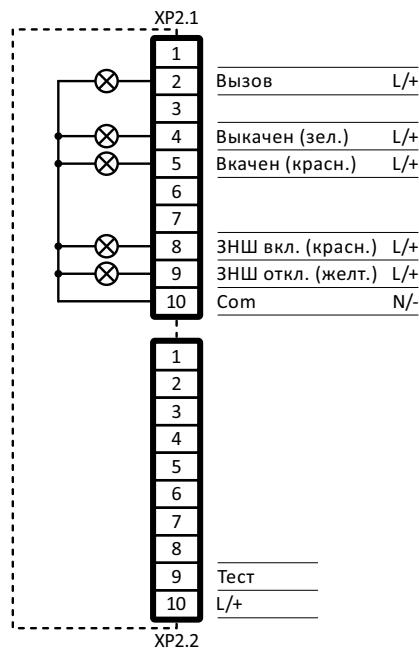 XP2.1
1
2 Вызов L/+
3
4 Выкачен (зел.) L/+
5 Вкачен (красн.) L/+
6
7
8 ЗНШ вкл. (красн.) L/+
9 ЗНШ откл. (желт.) L/+
10 Com N/-
1
2
3
4
5
6
7
8
9 Тест
10 L/+
XP2.2